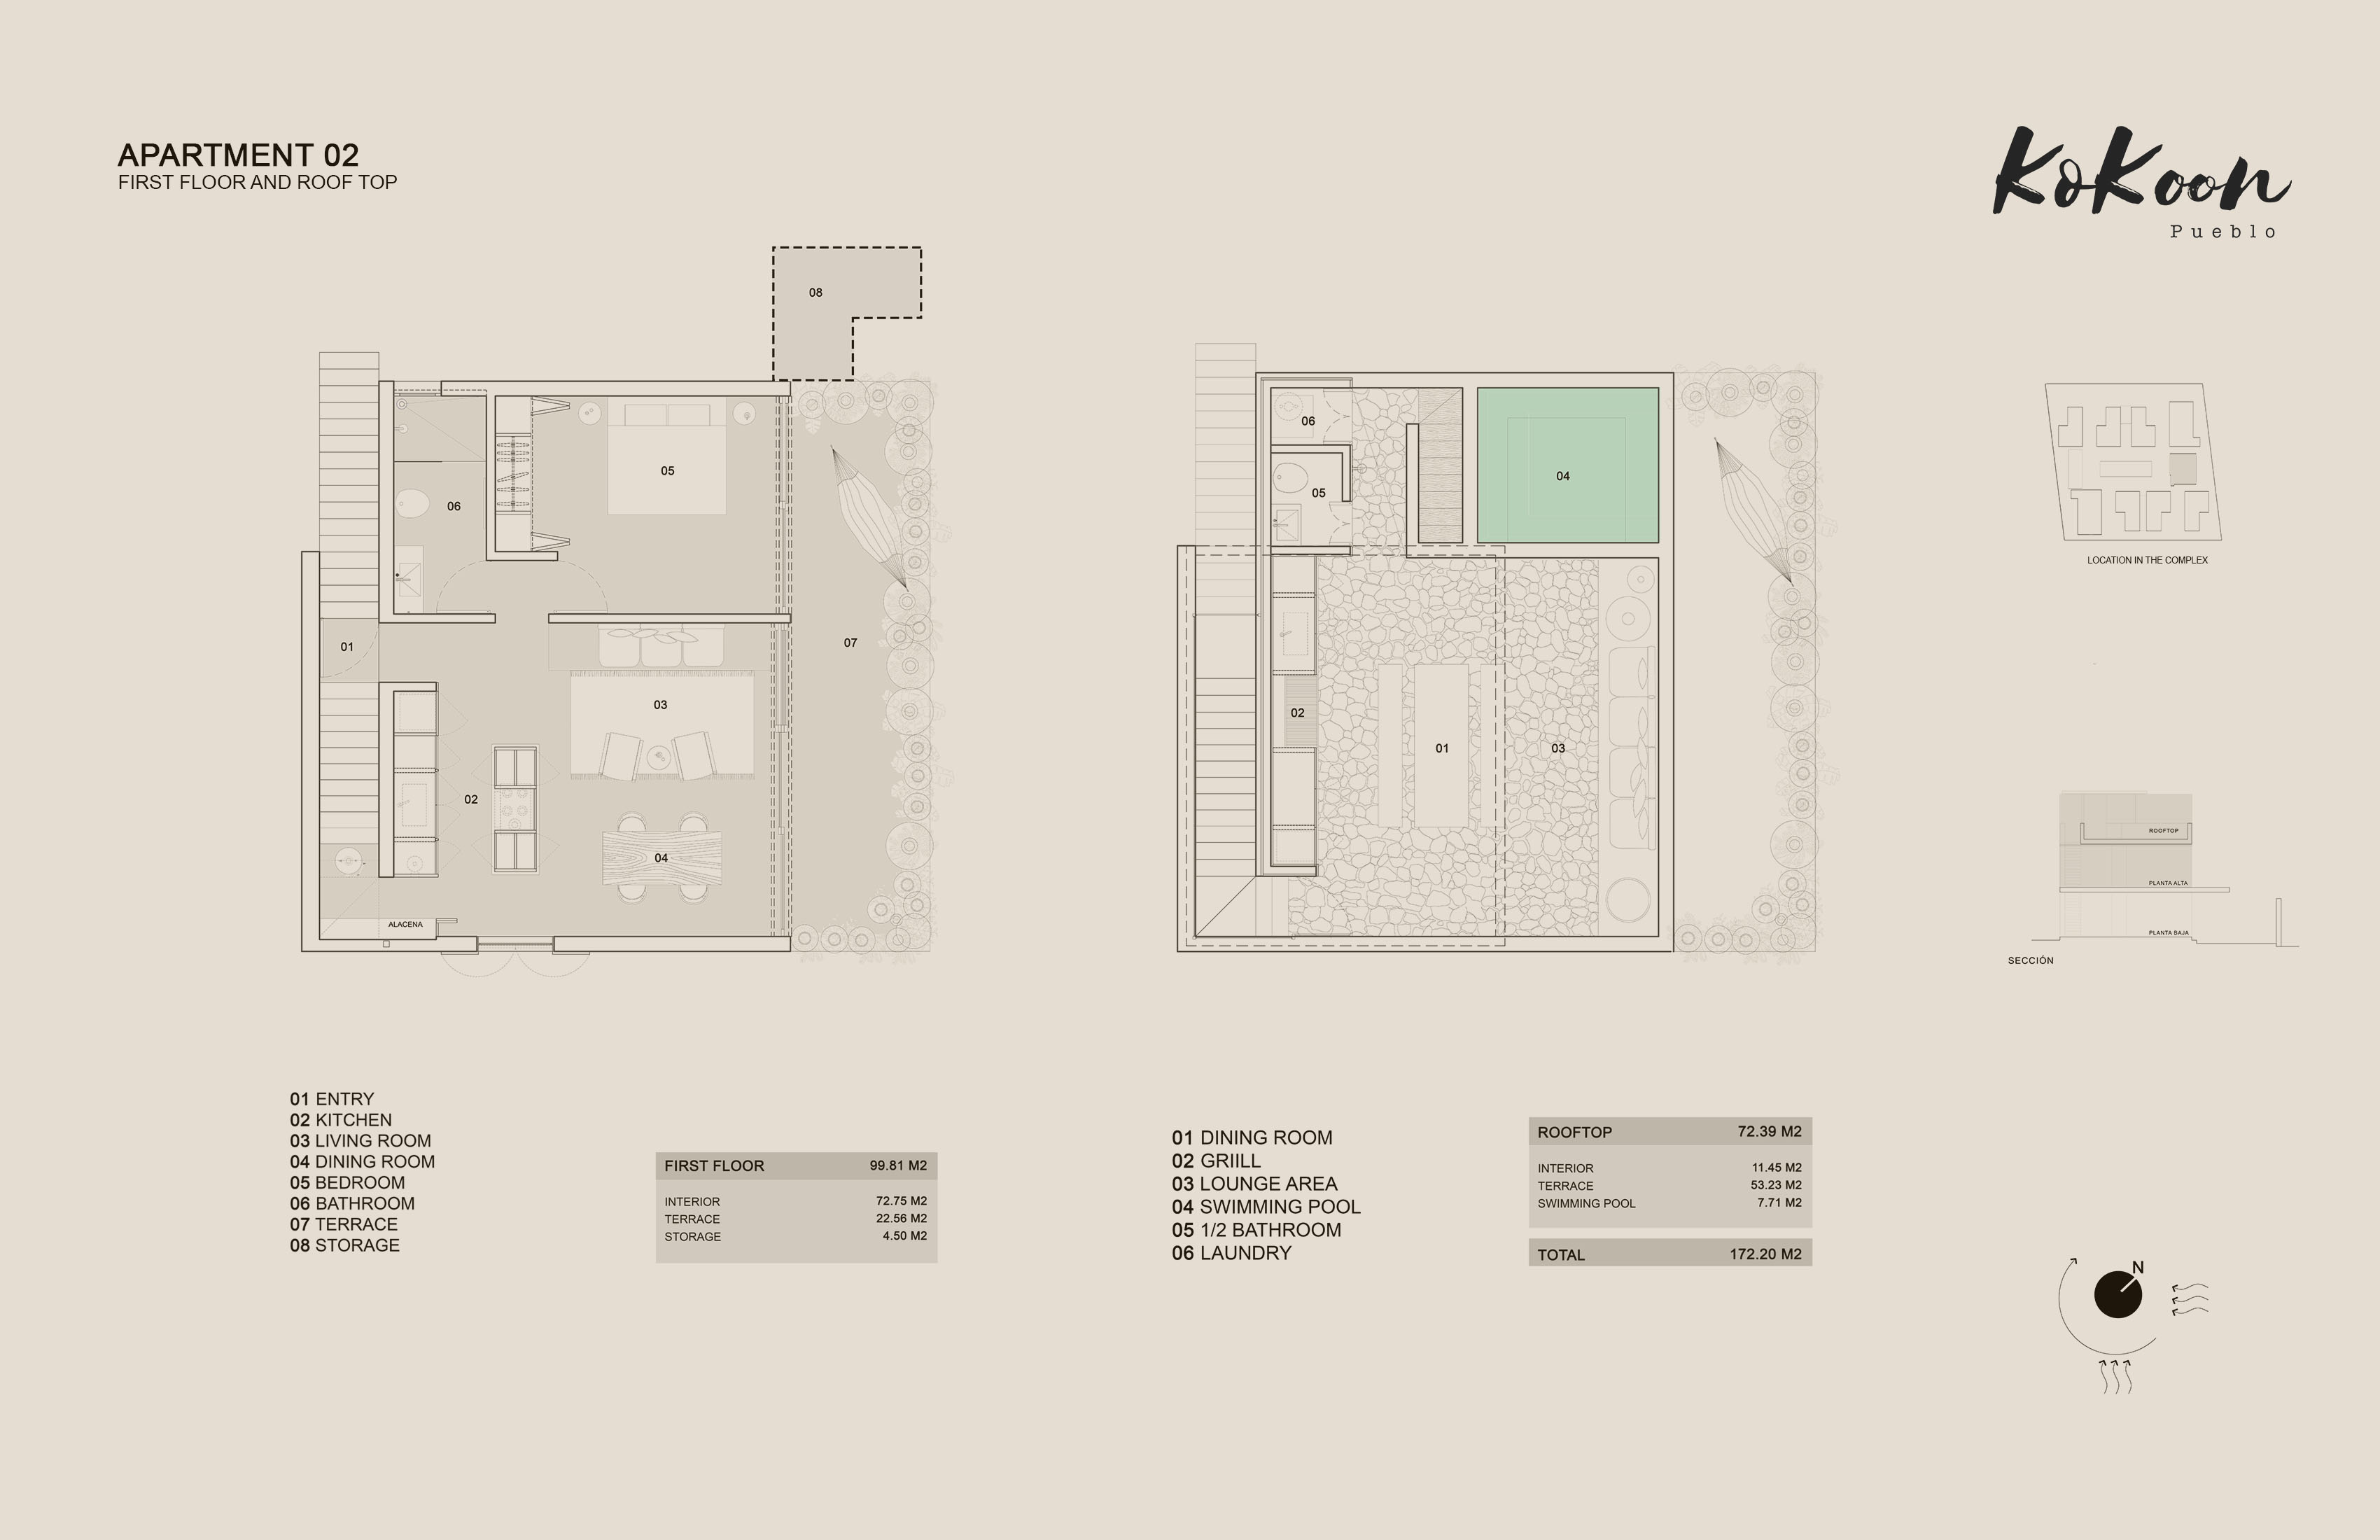 APARTMENT 02
FIRST FLOOR AND ROOF TOP
KoKoon
Pueblo
08
05
06
07
01
03
02
04
ALACENA
06
05
04
02
01
03
LOCATION IN THE COMPLEX
ROOFTOP
PLANTA ALTA
PLANTA BAJA
SECCIÓN
01 ENTRY
02 KITCHEN
03 LIVING ROOM
04 DINING ROOM
05 BEDROOM
06 BATHROOM
07 TERRACE
08 STORAGE
FIRST FLOOR 99.81 M2
INTERIOR 72.75 M2
TERRACE 22.56 M2
STORAGE 4.50 M2
01 DINING ROOM
02 GRIILL
03 LOUNGE AREA
04 SWIMMING POOL
05 1/2 BATHROOM
06 LAUNDRY
ROOFTOP 72.39 M2
INTERIOR 11.45 M2
TERRACE 53.23 M2
SWIMMING POOL 7.71 M2
TOTAL 172.20 M2
N